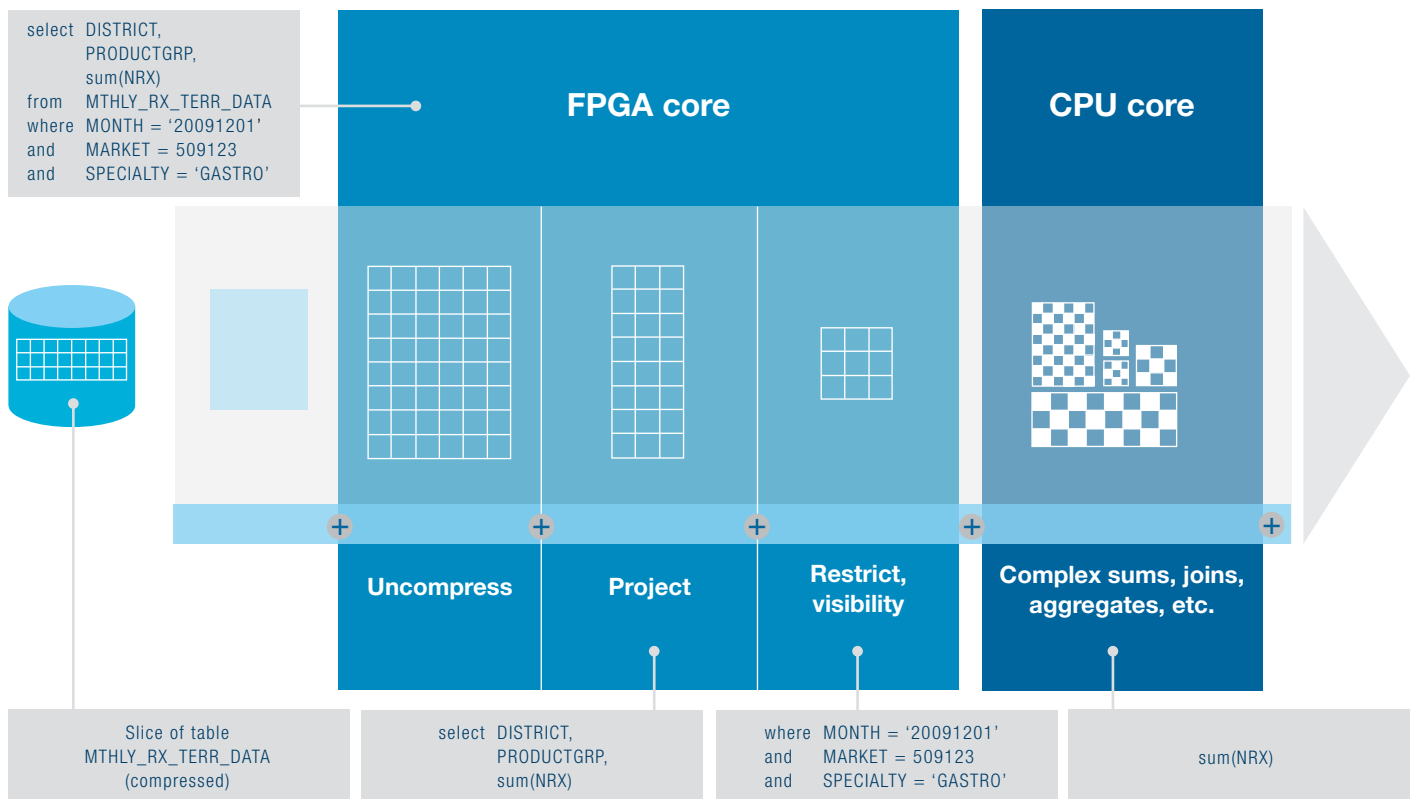 select DISTRICT,
PRODUCTGRP,
sum(NRX)
from MTHLY_RX_TERR_DATA
where MONTH = ‘20091201’
and MARKET = 509123
and SPECIALTY = ‘GASTRO’
FPGA core
CPU core
Uncompress
Project
Restrict,
visibility
Complex sums, joins,
aggregates, etc.
Slice of table
MTHLY_RX_TERR_DATA
(compressed)
select DISTRICT,
PRODUCTGRP,
sum(NRX)
where MONTH = ‘20091201’
and MARKET = 509123
and SPECIALTY = ‘GASTRO’
sum(NRX)